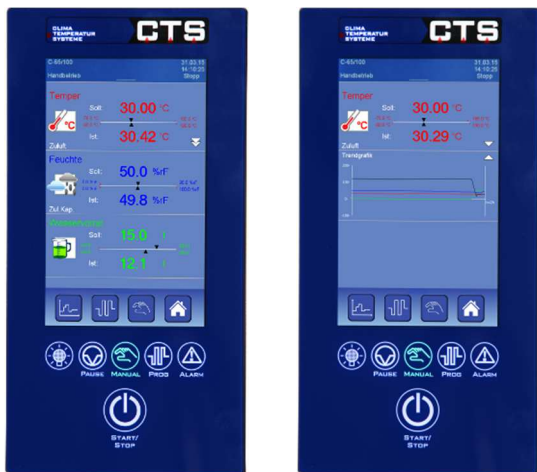 CLIMA
TEMPERATUR
SYSTEME
CTS
C-65/100
31.03.15
14:10:25
Handbetrieb
Stopp
Temper
Soll:
30.00 °C
°C
Ist:
30.42 °C
Zuluft
Feuchte
Soll:
50.0 %rF
Ist:
49.8 %rF
Zul.Kap.
Soll:
15.0 l
Ist:
12.1 l
PAUSE
MANUAL
PROG
ALARM
START/
STOP
CLIMA
TEMPERATUR
SYSTEME
CTS
C-65/100
31.03.15
Handbetrieb
Stopp
Temper
Soll:
30.00 °C
°C
Ist:
30.29 °C
Zuluft
Trendgrafik
PAUSE
MANUAL
PROG
ALARM
START/
STOP